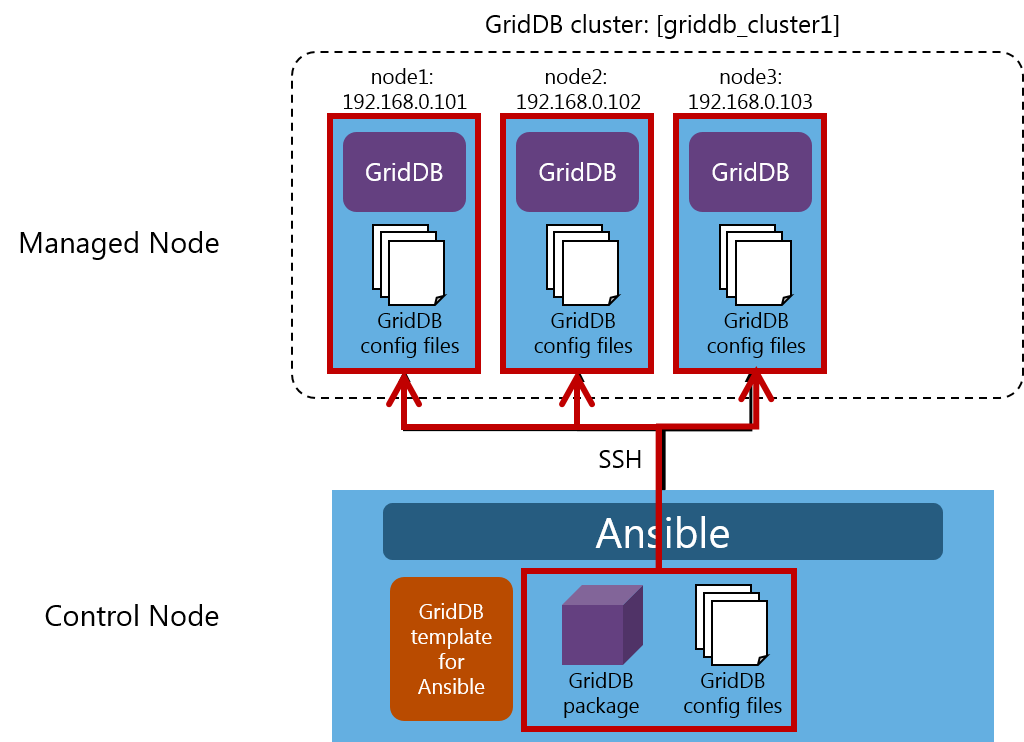 GridDB cluster: [griddb_cluster1]
node1:
192.168.0.101
node2:
192.168.0.102
node3:
192.168.0.103
GridDB
GridDB
GridDB
Managed Node
GridDB
config files
GridDB
config files
GridDB
config files
SSH
Ansible
Control Node
GridDB
template
for
Ansible
GridDB
package
GridDB
config files